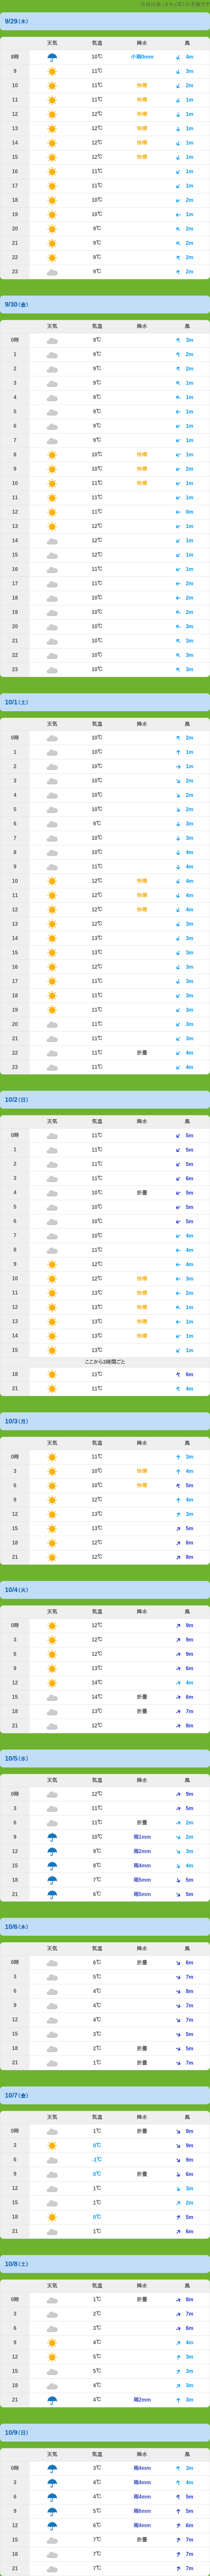 9/29(木)
天気 気温 降水 風
8時 10℃ 小雨0mm 4m
9 11℃ 3m
10 11℃ 快晴 2m
11 11℃ 快晴 1m
12 12℃ 快晴 1m
13 12℃ 快晴 1m
14 12℃ 快晴 1m
15 12℃ 快晴 1m
16 11℃ 1m
17 11℃ 1m
18 10℃ 2m
19 10℃ 1m
20 9℃ 2m
21 9℃ 2m
22 9℃ 2m
23 9℃ 2m
9/30(金)
天気 気温 降水 風
0時 9℃ 3m
1 9℃ 2m
2 9℃ 2m
3 9℃ 1m
4 9℃ 1m
5 9℃ 1m
6 9℃ 1m
7 9℃ 1m
8 10℃ 快晴 1m
9 10℃ 快晴 2m
10 11℃ 快晴 1m
11 11℃ 1m
12 11℃ 0m
13 12℃ 1m
14 12℃ 1m
15 12℃ 1m
16 11℃ 1m
17 11℃ 2m
18 10℃ 2m
19 10℃ 2m
20 10℃ 3m
21 10℃ 3m
22 10℃ 3m
23 10℃ 3m
10/1(土)
天気 気温 降水 風
0時 10℃ 2m
1 10℃ 1m
2 10℃ 1m
3 10℃ 2m
4 10℃ 2m
5 10℃ 2m
6 9℃ 3m
7 10℃ 3m
8 10℃ 4m
9 11℃ 4m
10 12℃ 快晴 4m
11 12℃ 快晴 4m
12 12℃ 快晴 4m
13 12℃ 3m
14 13℃ 3m
15 13℃ 3m
16 12℃ 3m
17 11℃ 3m
18 11℃ 3m
19 11℃ 3m
20 11℃ 3m
21 11℃ 3m
22 11℃ 折畳 4m
23 11℃ 4m
10/2(日)
天気 気温 降水 風
0時 11℃ 5m
1 11℃ 5m
2 11℃ 5m
3 11℃ 6m
4 10℃ 折畳 5m
5 10℃ 5m
6 10℃ 5m
7 10℃ 4m
8 11℃ 4m
9 12℃ 4m
10 12℃ 快晴 3m
11 13℃ 快晴 2m
12 13℃ 快晴 1m
13 13℃ 快晴 1m
14 13℃ 快晴 1m
15 13℃ 1m
ここから3時間ごと
18 11℃ 6m
21 11℃ 4m
10/3(月)
天気 気温 降水 風
0時 11℃ 3m
3 10℃ 快晴 4m
6 10℃ 快晴 5m
9 12℃ 4m
12 13℃ 3m
15 13℃ 5m
18 12℃ 6m
21 12℃ 8m
10/4(火)
天気 気温 降水 風
0時 12℃ 9m
3 12℃ 9m
6 12℃ 9m
9 13℃ 6m
12 14℃ 4m
15 14℃ 折畳 6m
18 13℃ 折畳 7m
21 12℃ 8m
10/5(水)
天気 気温 降水 風
0時 12℃ 9m
3 11℃ 5m
6 11℃ 折畳 2m
9 10℃ 雨1mm 2m
12 9℃ 雨2mm 3m
15 8℃ 雨4mm 4m
18 7℃ 雨5mm 5m
21 6℃ 雨5mm 5m
10/6(木)
天気 気温 降水 風
0時 6℃ 折畳 6m
3 5℃ 7m
6 4℃ 8m
9 4℃ 7m
12 4℃ 7m
15 3℃ 5m
18 2℃ 折畳 5m
21 1℃ 折畳 7m
10/7(金)
天気 気温 降水 風
0時 1℃ 折畳 9m
3 0℃ 9m
6 -1℃ 9m
9 0℃ 折畳 6m
12 1℃ 3m
15 1℃ 2m
18 0℃ 5m
21 1℃ 6m
10/8(土)
天気 気温 降水 風
0時 1℃ 折畳 8m
3 2℃ 7m
6 3℃ 6m
9 4℃ 4m
12 5℃ 3m
15 5℃ 3m
18 4℃ 3m
21 4℃ 雨2mm 3m
10/9(日)
天気 気温 降水 風
0時 3℃ 雨4mm 3m
3 4℃ 雨4mm 4m
6 4℃ 雨4mm 5m
9 5℃ 雨6mm 5m
12 6℃ 雨4mm 6m
15 7℃ 折畳 7m
18 7℃ 7m
21 7℃ 7m